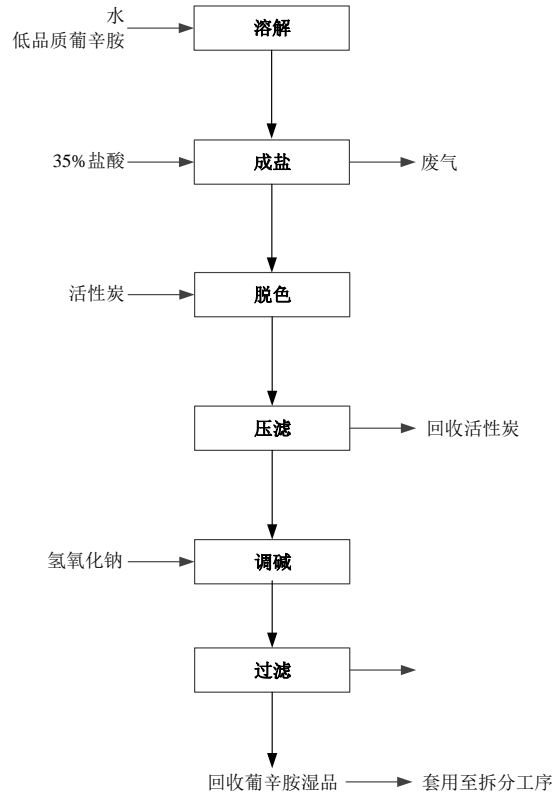 水
低品质葡辛胺
溶解
35%盐酸
成盐
废气
活性炭
脱色
压滤
回收活性炭
氢氧化钠
调碱
过滤
回收葡辛胺湿品
套用至拆分工序